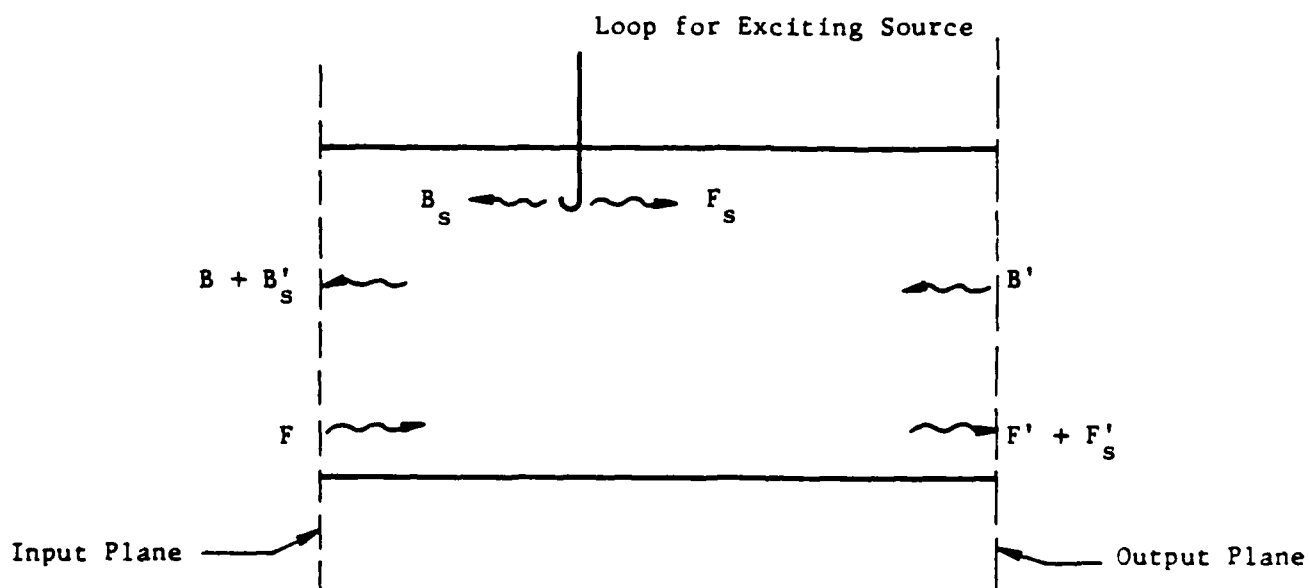 Loop for Exciting Source
B_s
F_s
B + B'_s
B'
F
F' + F'_s
Input Plane
Output Plane